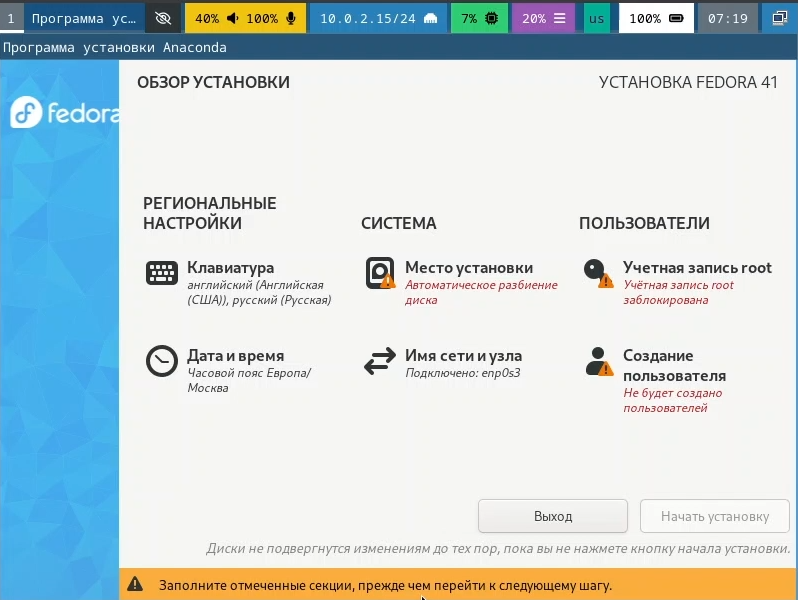 1 Программа ус… 40% 100% 10.0.2.15/24 7% 20% us 100% 07:19
Программа установки Anaconda
fedora
ОБЗОР УСТАНОВКИ
УСТАНОВКА FEDORA 41
РЕГИОНАЛЬНЫЕ
НАСТРОЙКИ
Клавиатура
английский (Английская
(США)), русский (Русская)
Дата и время
Часовой пояс Европа/
Москва
СИСТЕМА
Место установки
Автоматическое разбиение
диска
Имя сети и узла
Подключено: enp0s3
ПОЛЬЗОВАТЕЛИ
Учетная запись root
Учётная запись root
заблокирована
Создание
пользователя
Не будет создано
пользователей
Выход
Начать установку
Диски не подвергнутся изменениям до тех пор, пока вы не нажмете кнопку начала установки.
Заполните отмеченные секции, прежде чем перейти к следующему шагу.